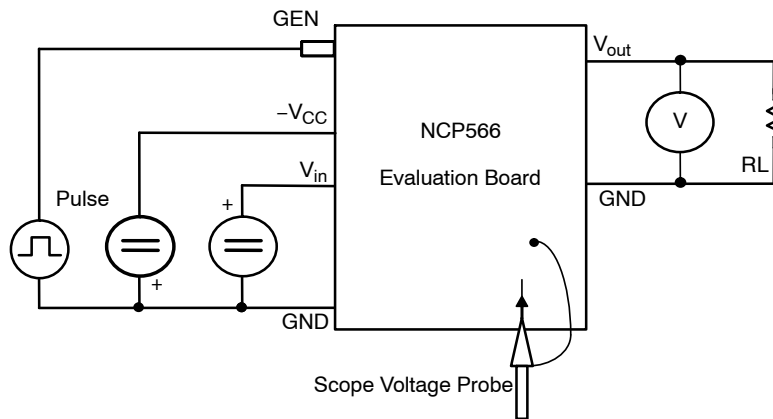 GEN
V_out
–V_CC
NCP566
V
V_in
Evaluation Board
RL
+
GND
Pulse
+
GND
Scope Voltage Probe